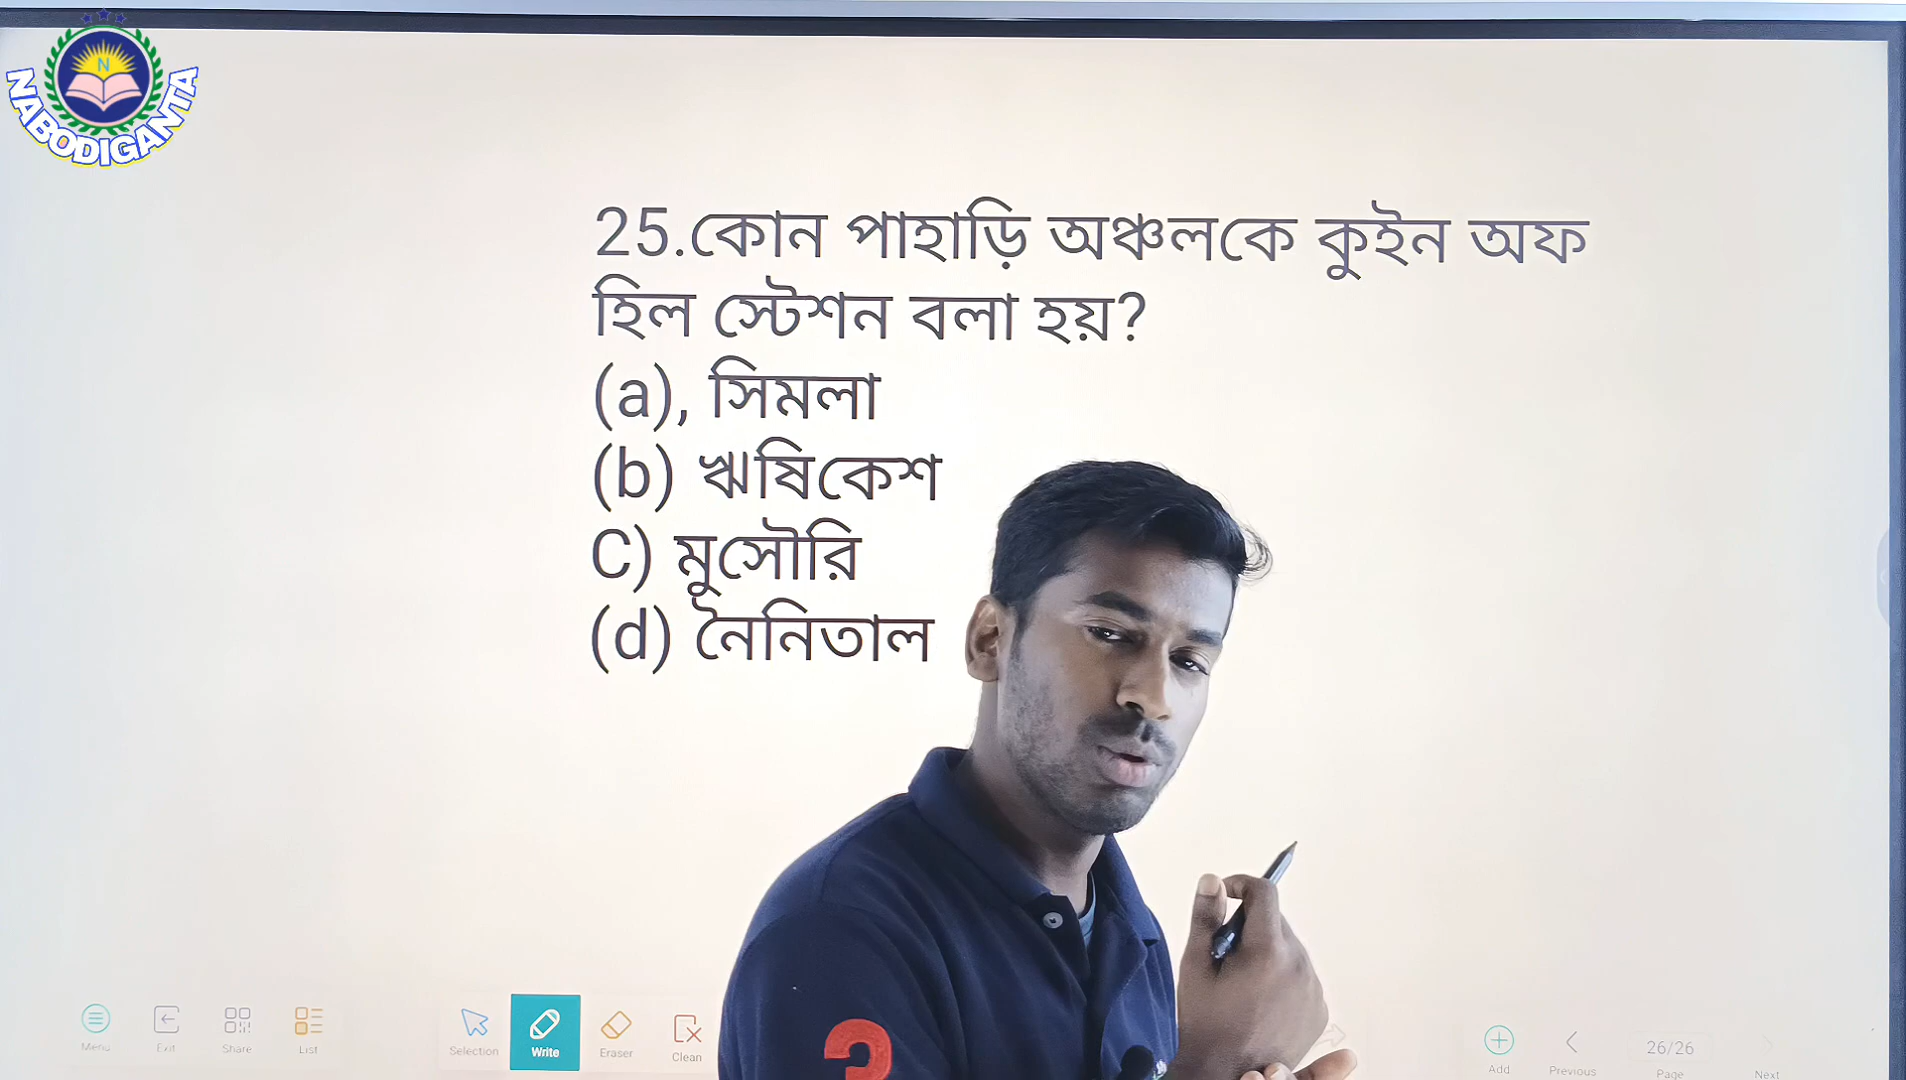 N
NABODIGANTA
25.কোন পাহাড়ি অঞ্চলকে কুইন অফ
হিল স্টেশন বলা হয়?
(a), সিমলা
(b) ঋষিকেশ
C) মুসৌরি
(d) নৈনিতাল
Menu Exit Share List Selection Write Eraser Clean Add Previous 26/26 Page Next
3